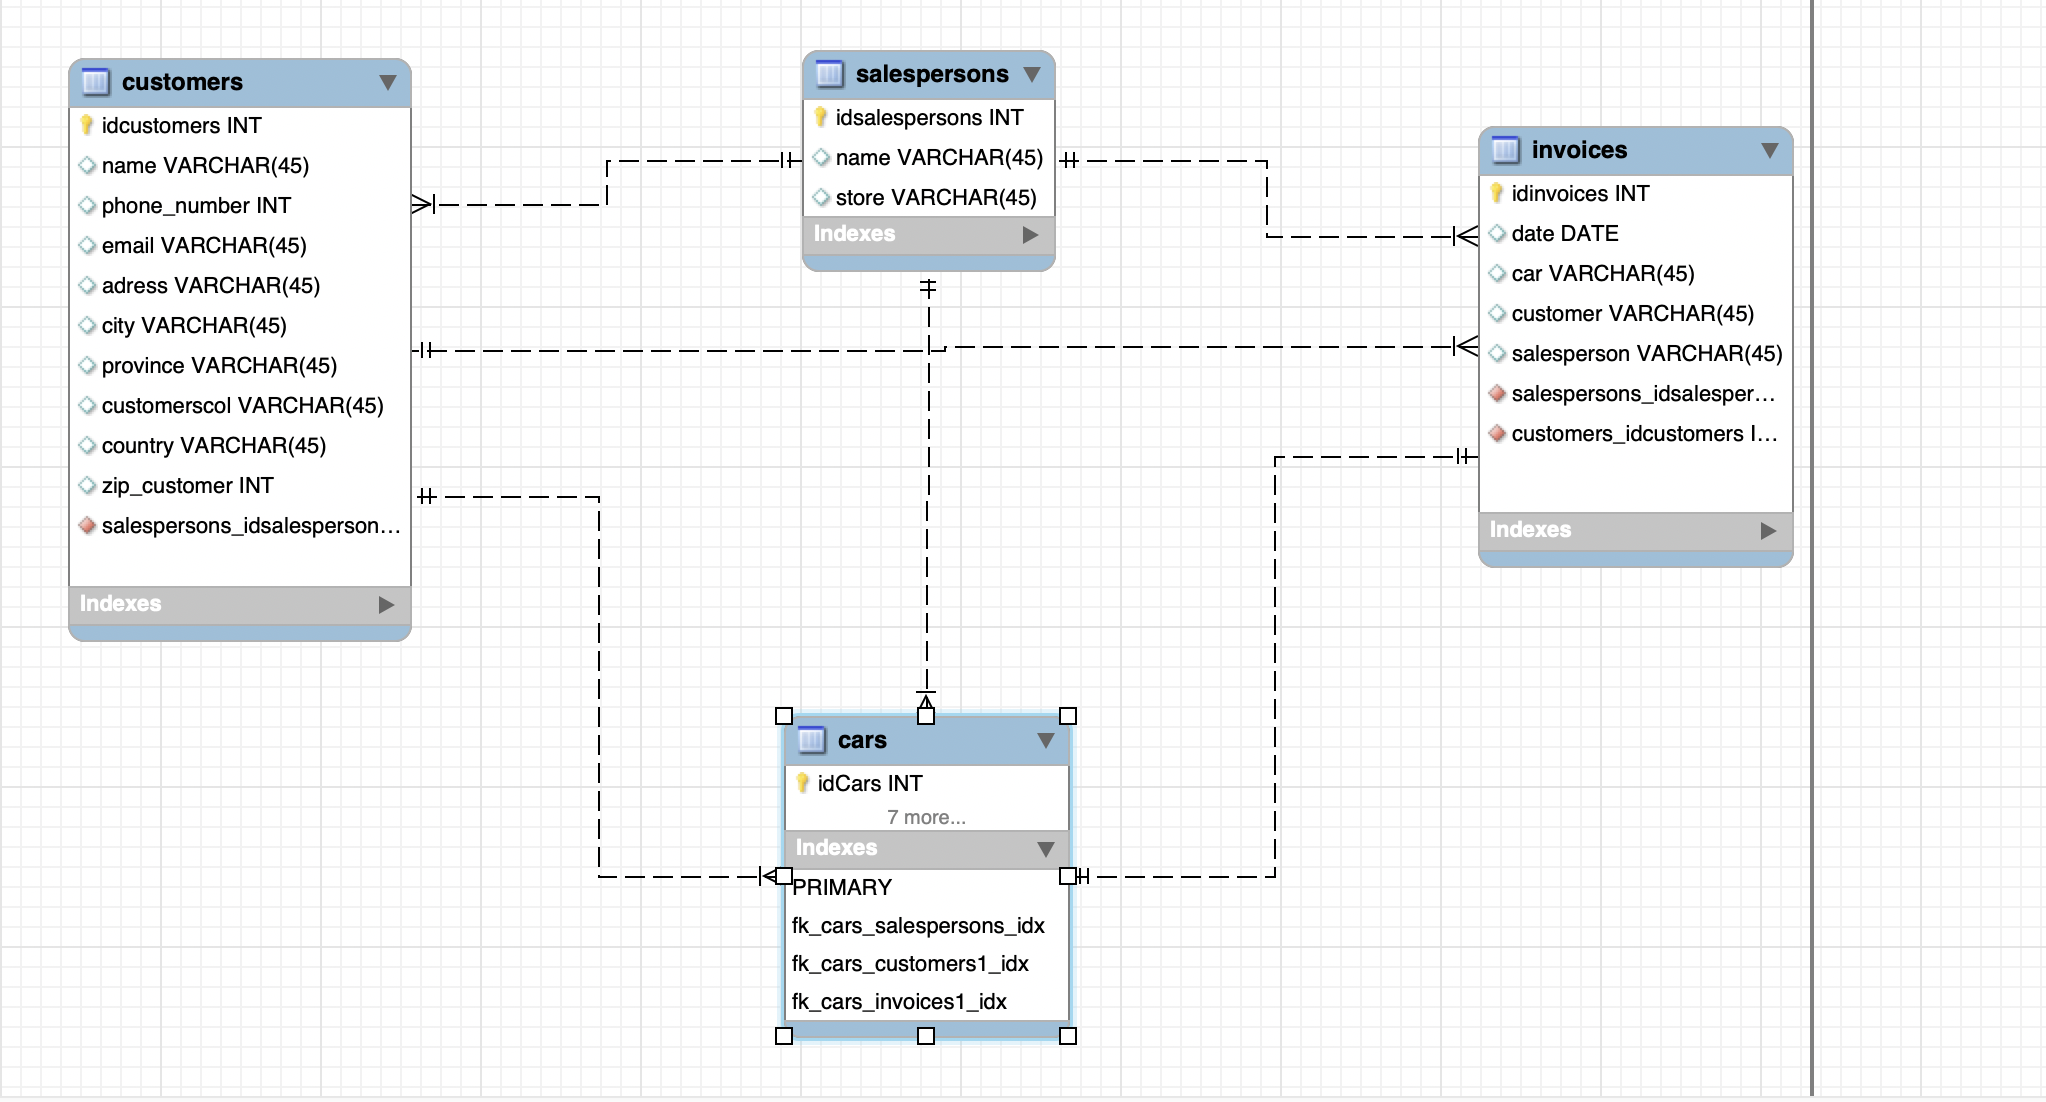 customers
idcustomers INT
name VARCHAR(45)
phone_number INT
email VARCHAR(45)
adress VARCHAR(45)
city VARCHAR(45)
province VARCHAR(45)
customerscol VARCHAR(45)
country VARCHAR(45)
zip_customer INT
salespersons_idsalesperson...
Indexes
salespersons
idsalespersons INT
name VARCHAR(45)
store VARCHAR(45)
Indexes
invoices
idinvoices INT
date DATE
car VARCHAR(45)
customer VARCHAR(45)
salesperson VARCHAR(45)
salespersons_idsalesper...
customers_idcustomers I...
Indexes
cars
idCars INT
7 more...
Indexes
PRIMARY
fk_cars_salespersons_idx
fk_cars_customers1_idx
fk_cars_invoices1_idx